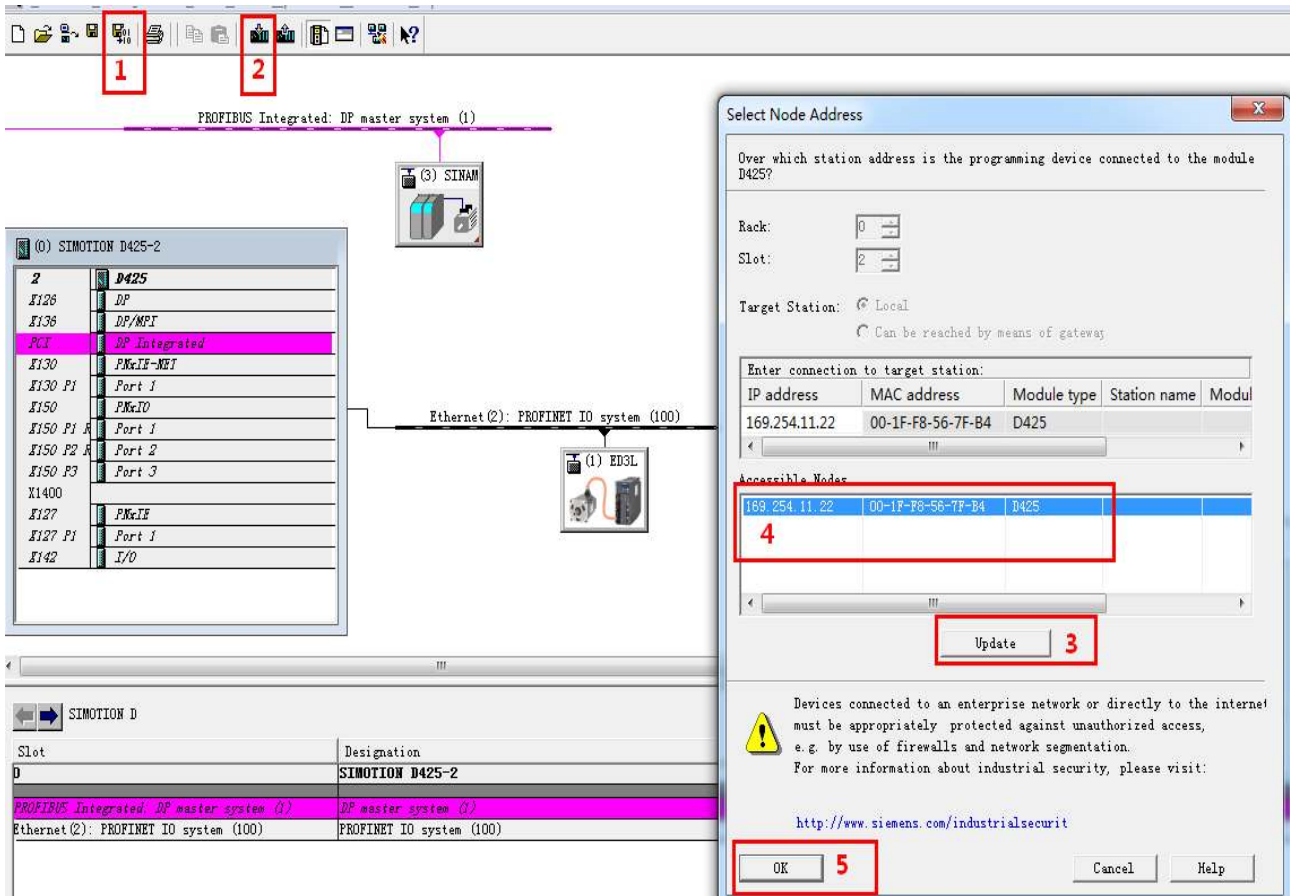 1
2
PROFIBUS Integrated: DP master system (1)
(3) SINAM
(0) SIMOTION D425-2
2 D425
X126 DP
X136 DP/MPI
PCI DP Integrated
X130 PNxIE-NET
X130 P1 Port 1
X150 PNxIO
X150 P1 R Port 1
X150 P2 R Port 2
X150 P3 Port 3
X1400
X127 PNxIE
X127 P1 Port 1
X142 I/O
Ethernet(2): PROFINET IO system (100)
(1) ED3L
SIMOTION D
Slot Designation
D SIMOTION D425-2
PROFIBUS Integrated: DP master system (1) DP master system (1)
Ethernet(2): PROFINET IO system (100) PROFINET IO system (100)
Select Node Address
Over which station address is the programming device connected to the module
D425?
Rack: 0
Slot: 2
Target Station: Local
Can be reached by means of gateway
Enter connection to target station:
IP address MAC address Module type Station name Modul
169.254.11.22 00-1F-F8-56-7F-B4 D425
Accessible Nodes
169.254.11.22 00-1F-F8-56-7F-B4 D425
4
Update 3
Devices connected to an enterprise network or directly to the internet
must be appropriately protected against unauthorized access,
e.g. by use of firewalls and network segmentation.
For more information about industrial security, please visit:
http://www.siemens.com/industrialsecurit
OK 5 Cancel Help